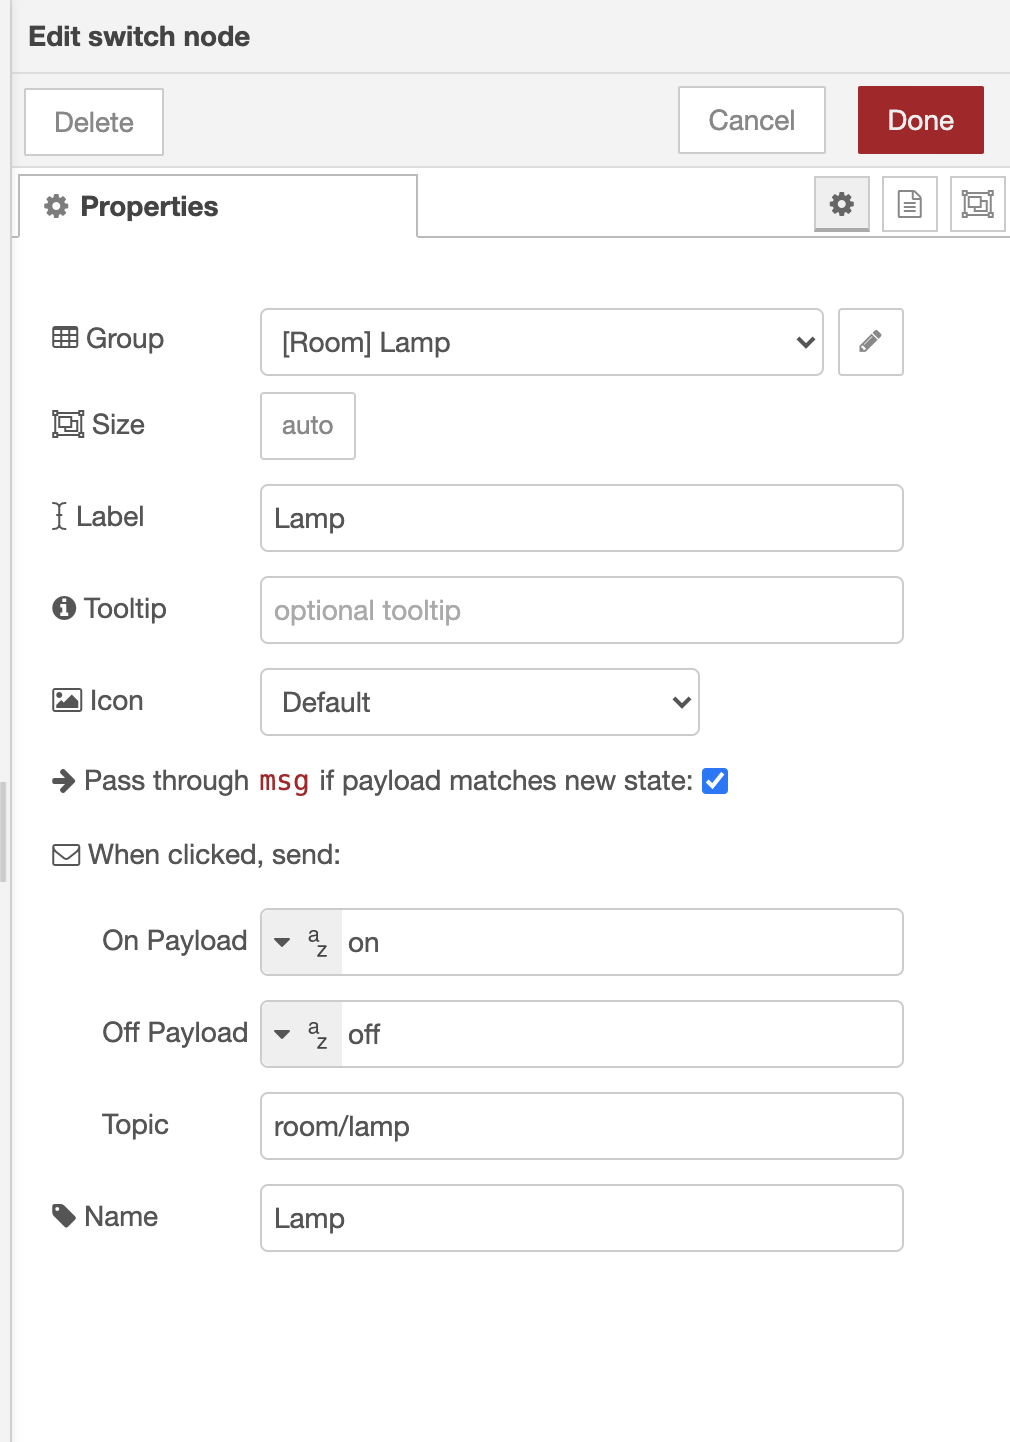 Edit switch node
Delete
Cancel
Done
Properties
Group
[Room] Lamp
Size
auto
Label
Lamp
Tooltip
optional tooltip
Icon
Default
Pass through msg if payload matches new state:
When clicked, send:
On Payload
az
on
Off Payload
az
off
Topic
room/lamp
Name
Lamp